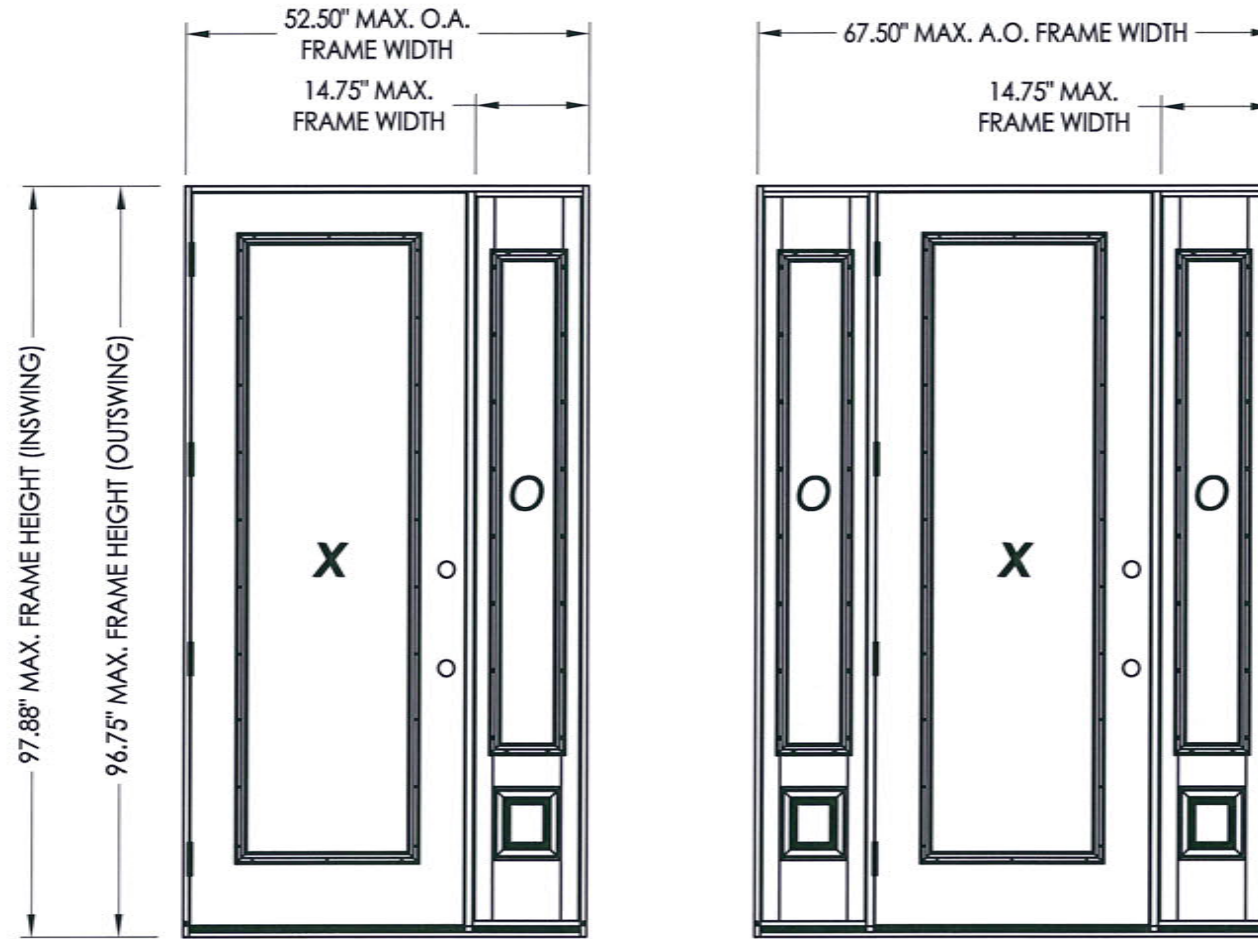 52.50" MAX. O.A.
FRAME WIDTH
14.75" MAX.
FRAME WIDTH
67.50" MAX. A.O. FRAME WIDTH
14.75" MAX.
FRAME WIDTH
97.88" MAX. FRAME HEIGHT (INSWING)
96.75" MAX. FRAME HEIGHT (OUTSWING)
X
O
O
X
O